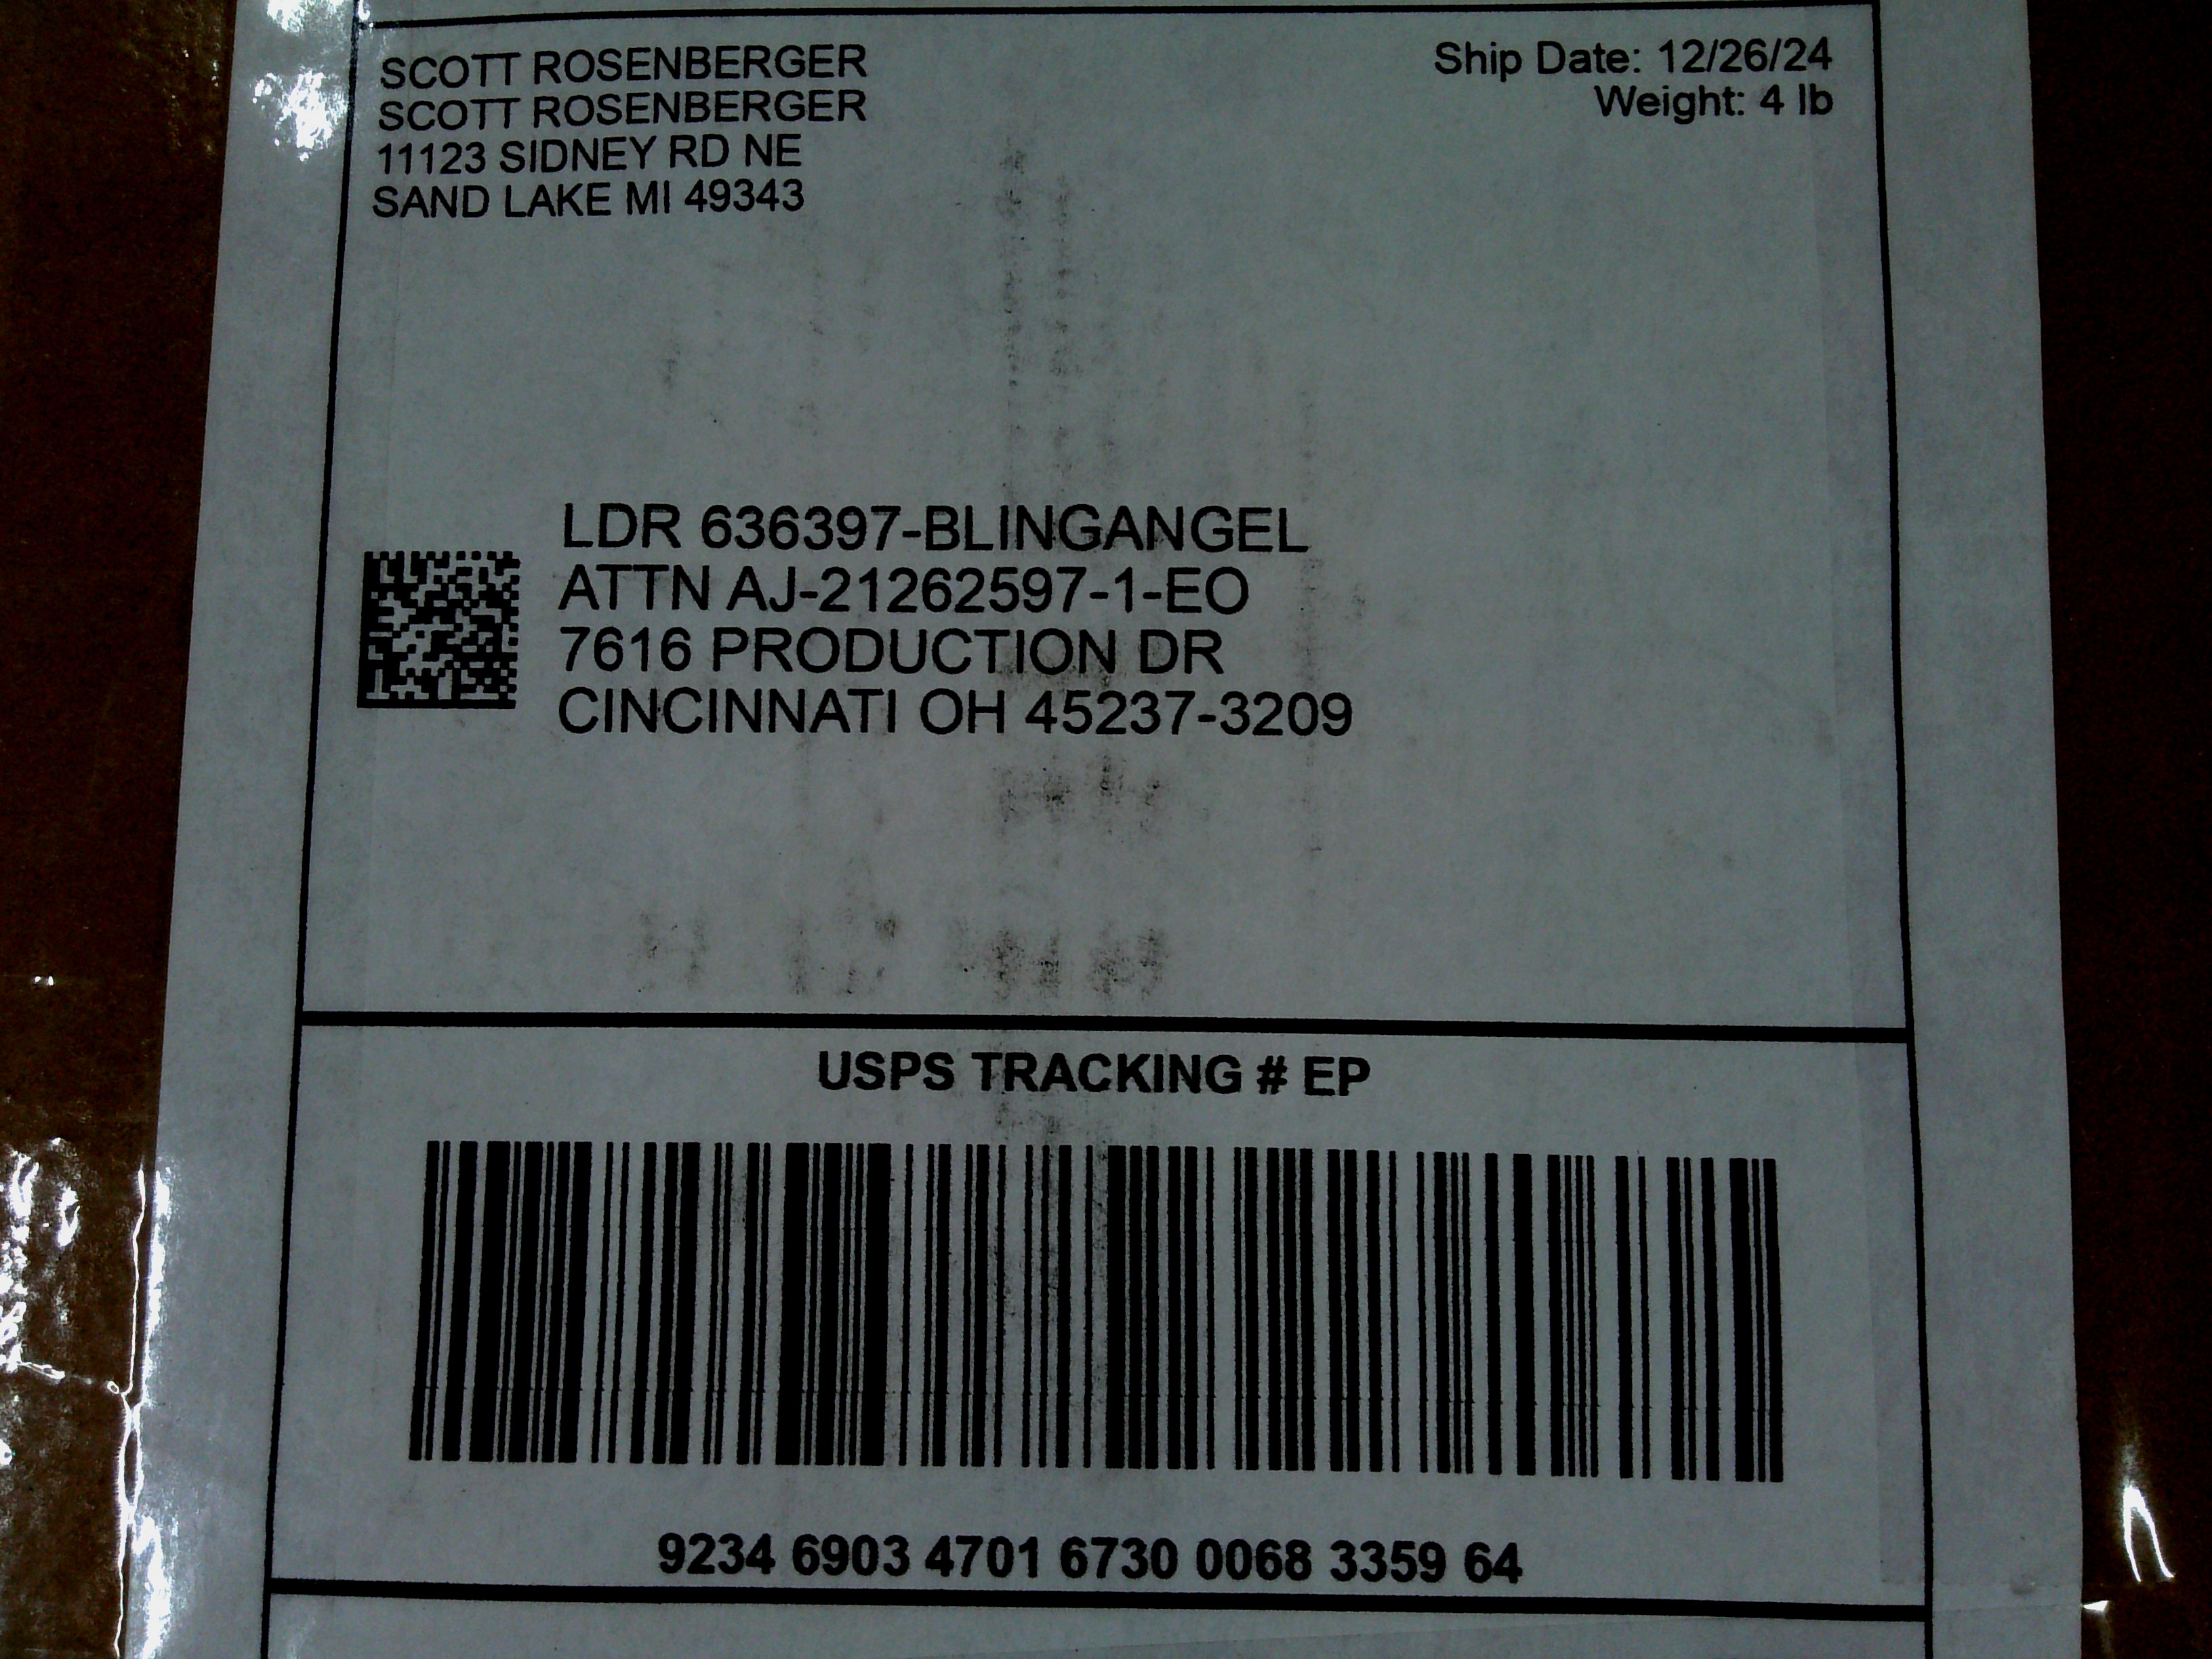 SCOTT ROSENBERGER
SCOTT ROSENBERGER
11123 SIDNEY RD NE
SAND LAKE MI 49343
Ship Date: 12/26/24
Weight: 4 lb
LDR 636397-BLINGANGEL
ATTN AJ-21262597-1-EO
7616 PRODUCTION DR
CINCINNATI OH 45237-3209
USPS TRACKING # EP
9234 6903 4701 6730 0068 3359 64